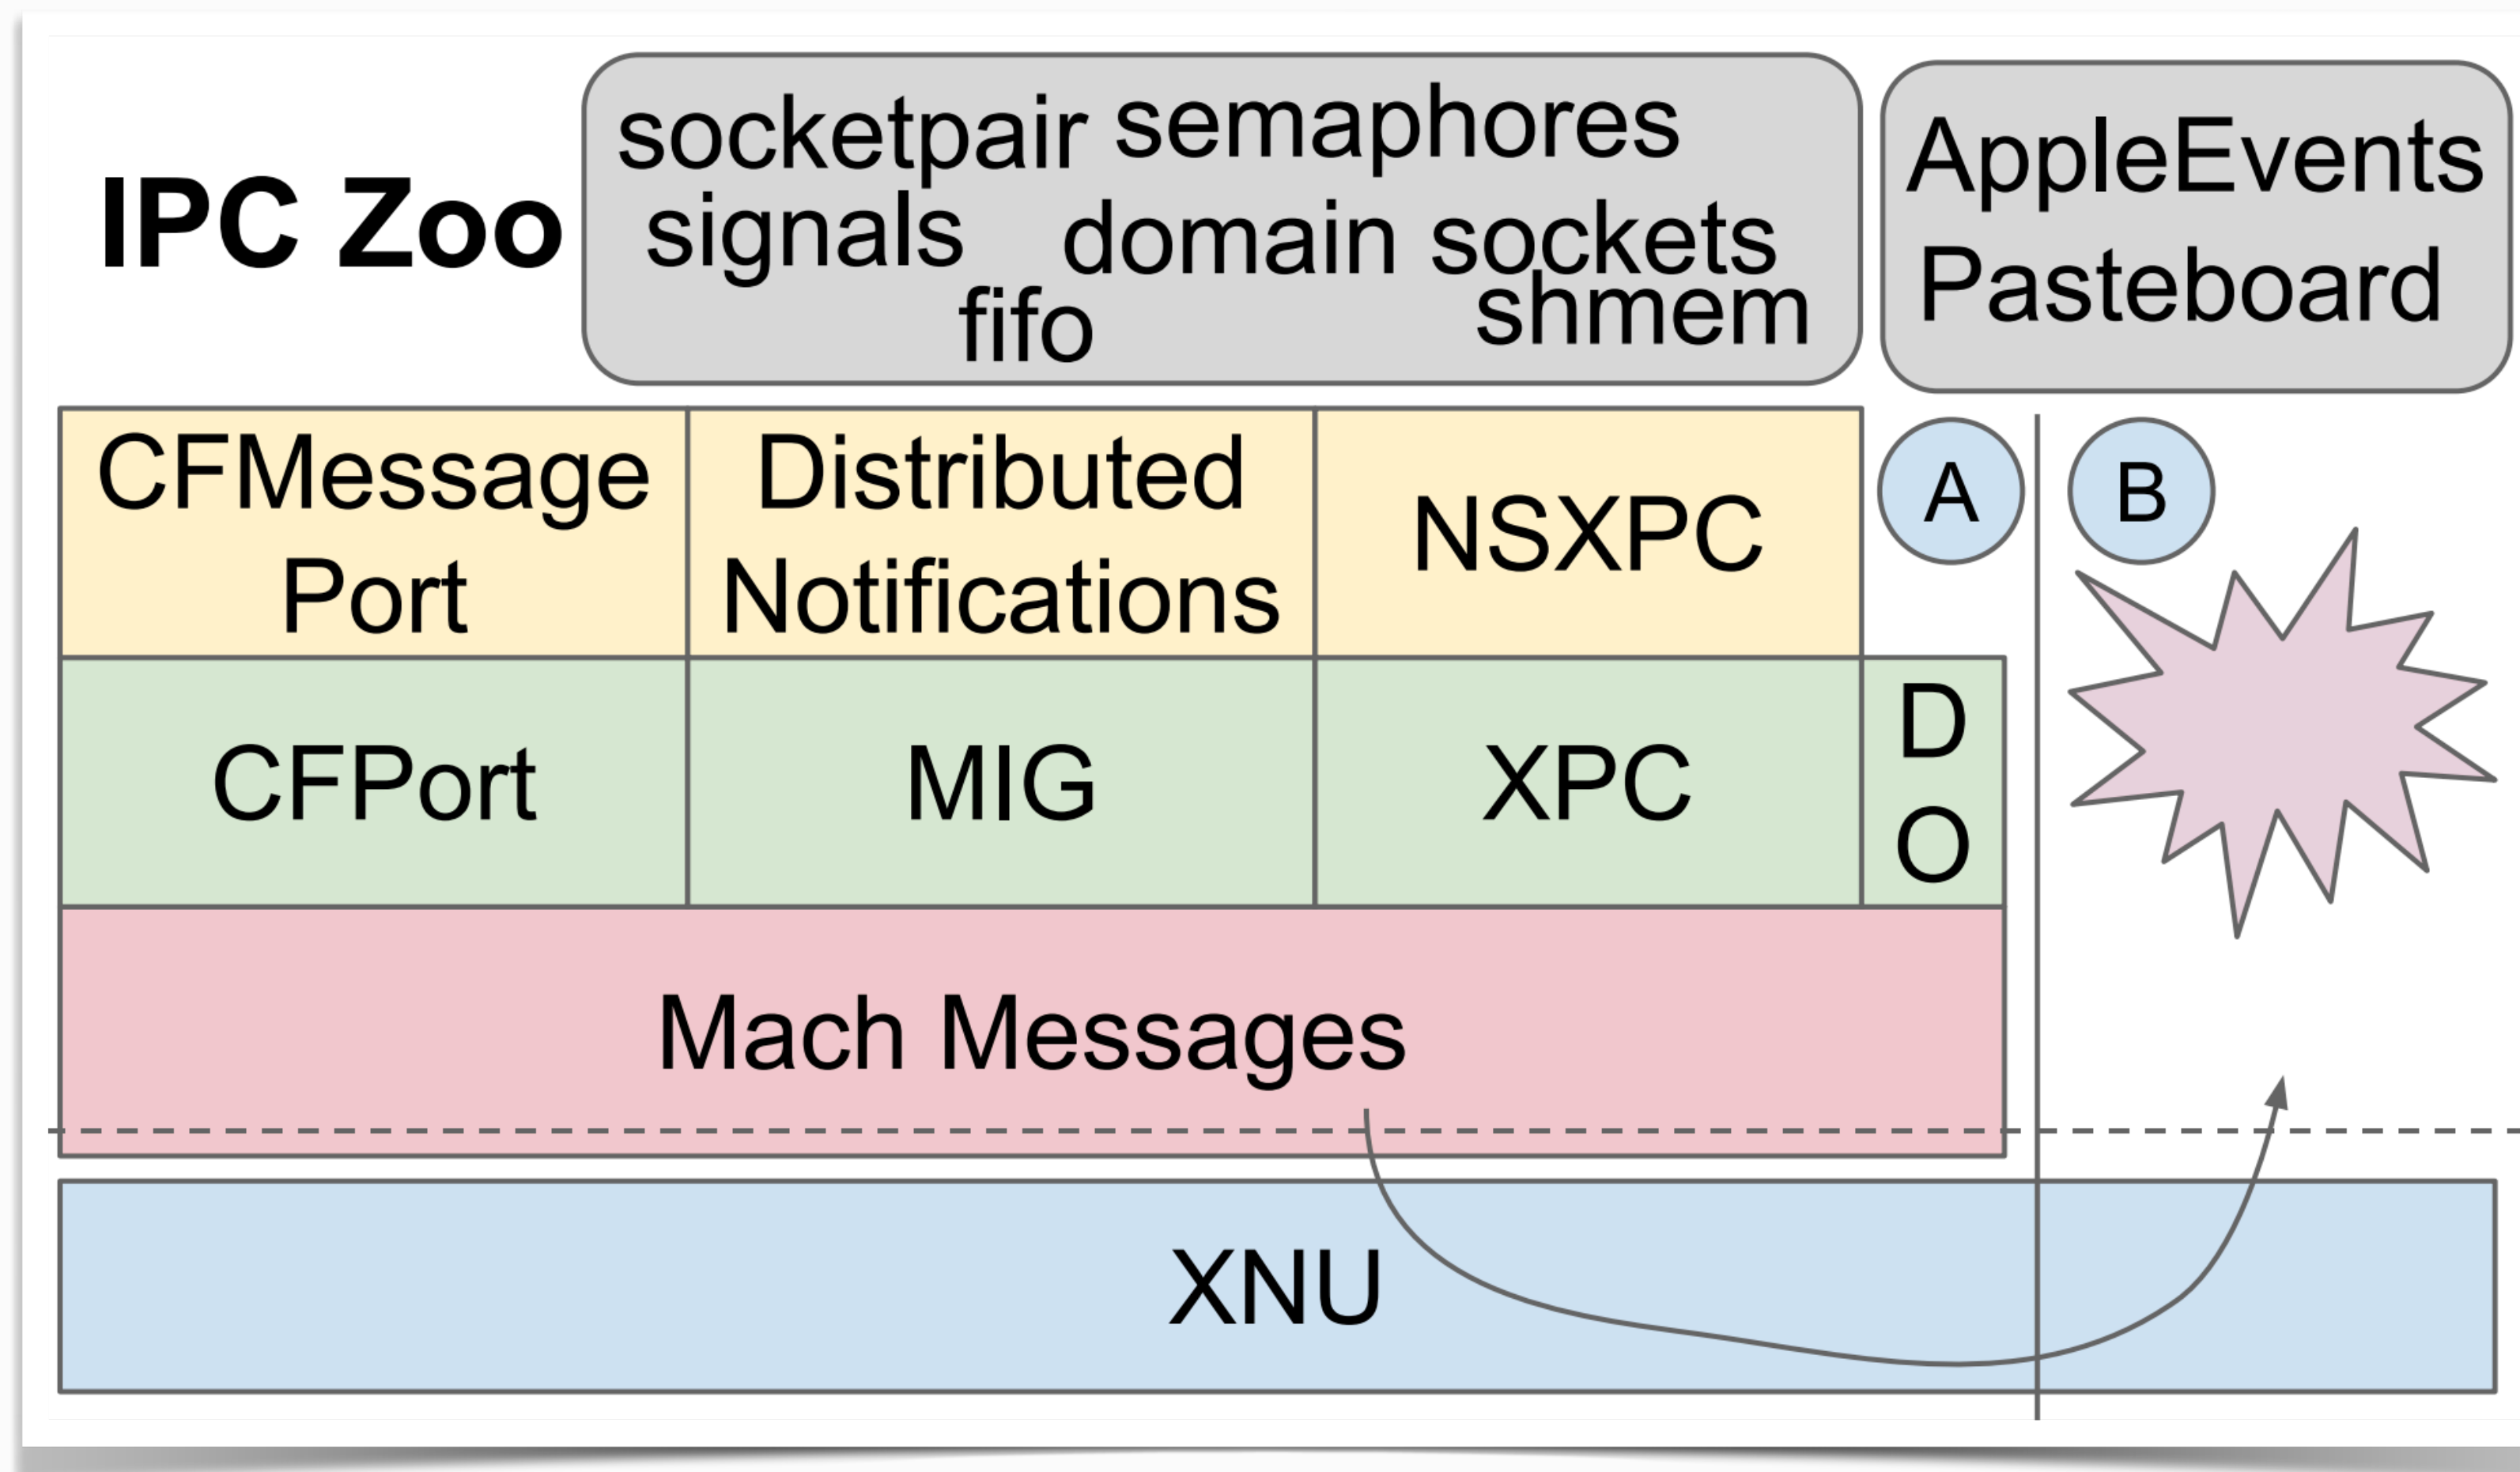 IPC Zoo
socketpair semaphores
signals domain sockets
fifo shmem
AppleEvents
Pasteboard
CFMessage
Port
Distributed
Notifications
NSXPC
A
B
CFPort
MIG
XPC
D
O
Mach Messages
XNU